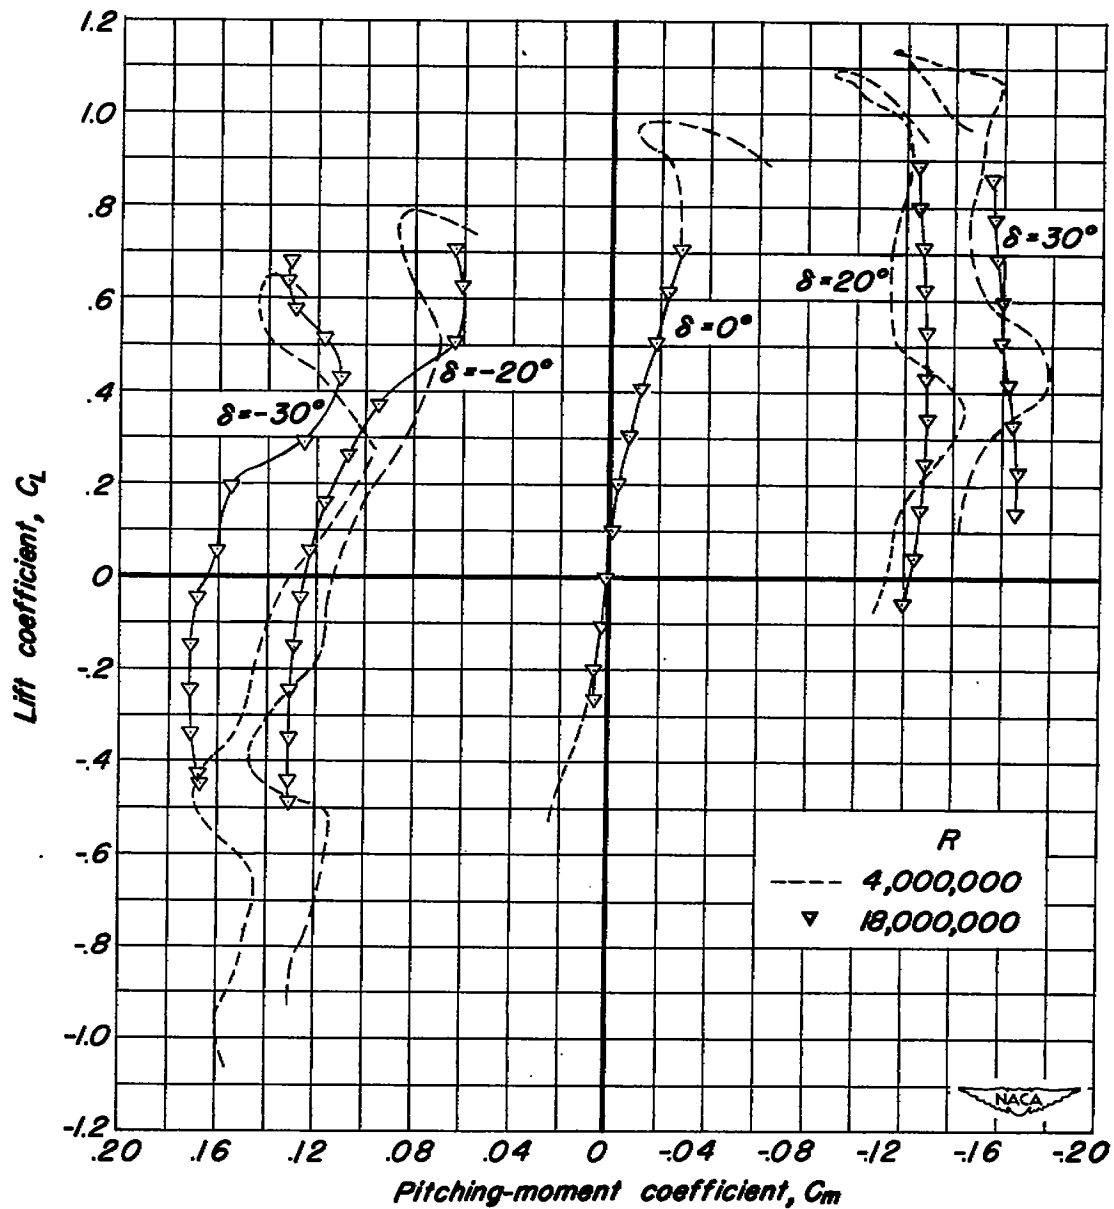 1.2
1.0
.8
.6
.4
.2
0
-.2
-.4
-.6
-.8
-1.0
-1.2
Lift coefficient, CL
δ=-30°
δ=-20°
δ=0°
δ=20°
δ=30°
R
4,000,000
18,000,000
NACA
.20 .16 .12 .08 .04 0 -.04 -.08 -.12 -.16 -.20
Pitching-moment coefficient, Cm